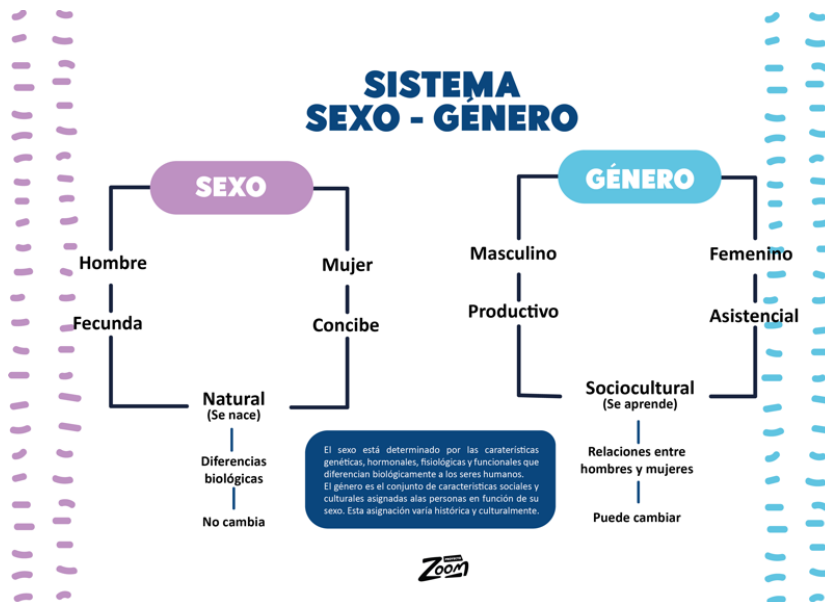 SISTEMA
SEXO - GÉNERO
SEXO
Hombre
Mujer
Fecunda
Concibe
Natural
(Se nace)
Diferencias
biológicas
No cambia
GÉNERO
Masculino
Femenino
Productivo
Asistencial
Sociocultural
(Se aprende)
Relaciones entre
hombres y mujeres
Puede cambiar
El sexo está determinado por las caraterísticas
genéticas, hormonales, fisiológicas y funcionales que
diferencian biológicamente a los seres humanos.
El género es el conjunto de características sociales y
culturales asignadas alas personas en función de su
sexo. Esta asignación varía histórica y culturalmente.
Zoom